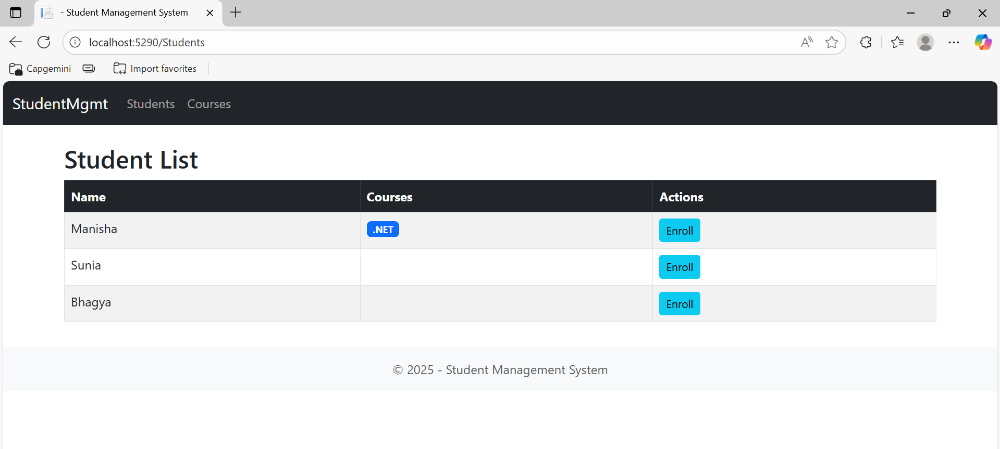 - Student Management System
localhost:5290/Students
Capgemini Import favorites
StudentMgmt Students Courses
Student List
Name Courses Actions
Manisha .NET Enroll
Sunia Enroll
Bhagya Enroll
© 2025 - Student Management System